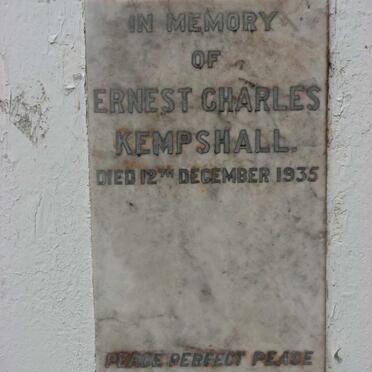 IN MEMORY
OF
ERNEST CHARLES
KEMPSHALL.
DIED 12TH DECEMBER 1935
PEACE PERFECT PEACE